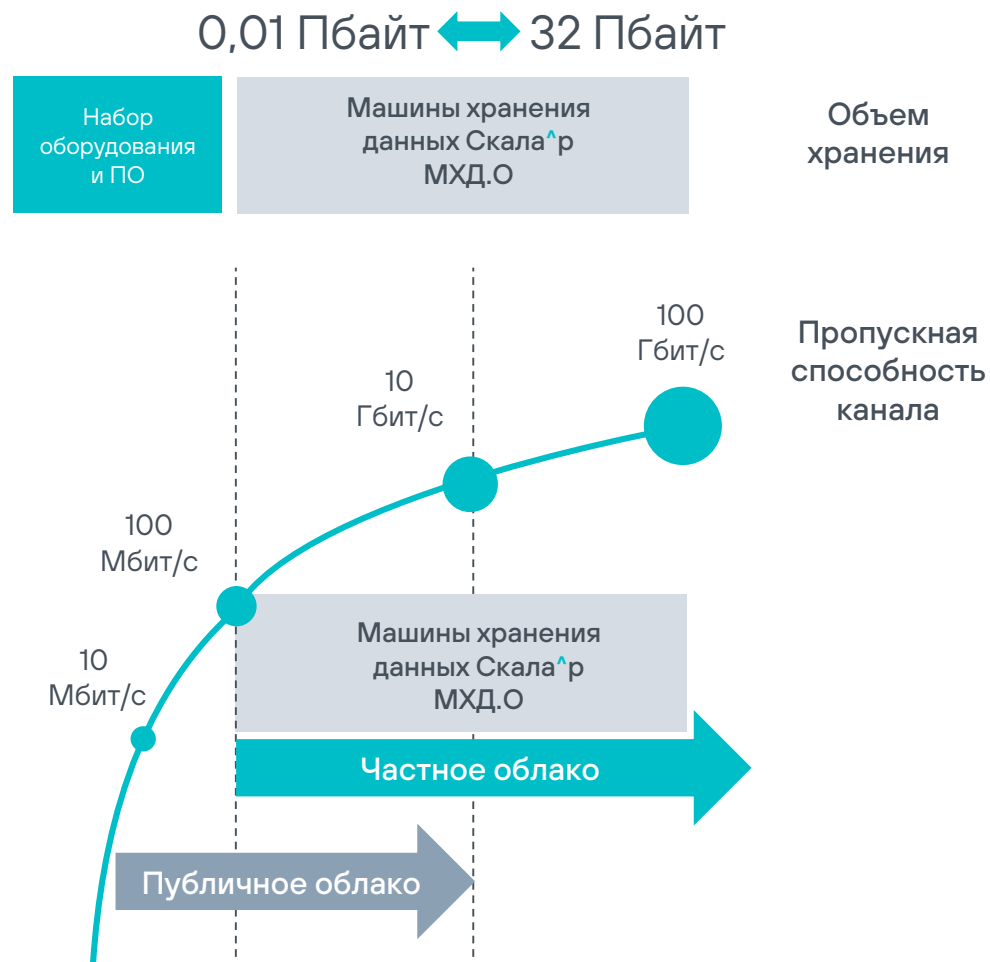 0,01 Пбайт 32 Пбайт
Набор
оборудования
и ПО
Машины хранения
данных Скала^р
МХД.О
Объем
хранения
100
Гбит/с
Пропускная
способность
канала
10
Гбит/с
100
Мбит/с
Машины хранения
данных Скала^р
МХД.О
10
Мбит/с
Частное облако
Публичное облако